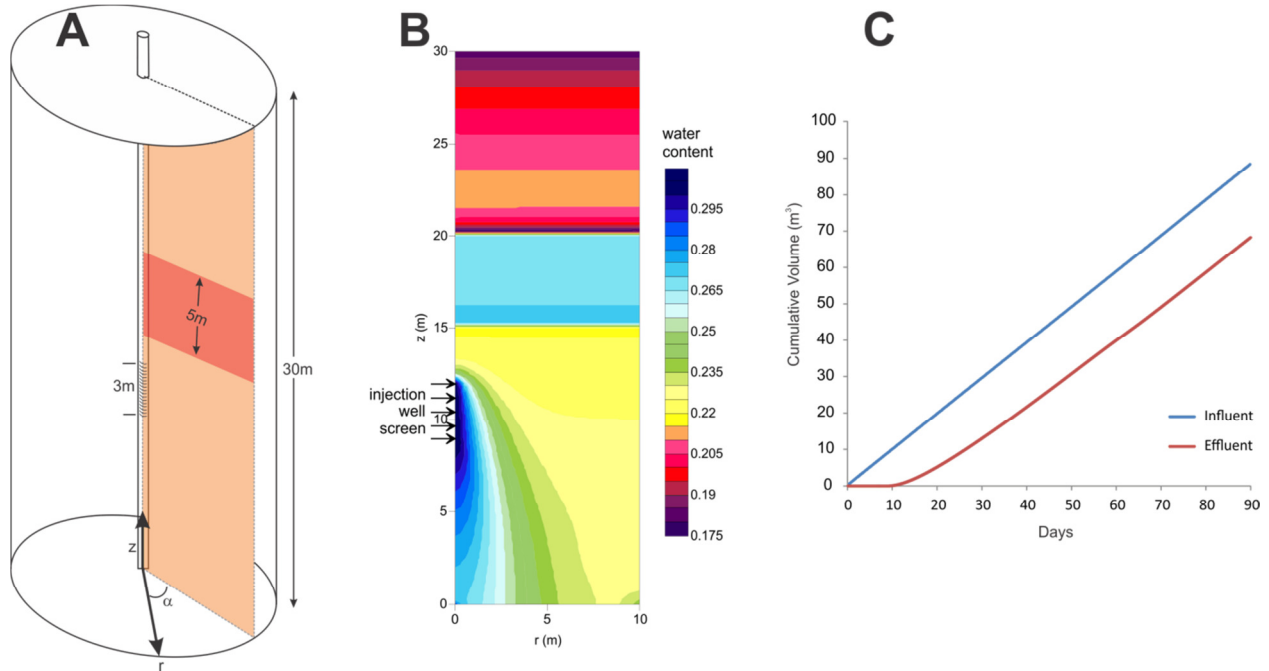 A
5m
3m
30m
z
α
r
B
30
25
20
15
10
5
0
z (m)
injection
well
screen
0
5
10
r (m)
water
content
0.295
0.28
0.265
0.25
0.235
0.22
0.205
0.19
0.175
C
100
90
80
70
60
50
40
30
20
10
0
Cumulative Volume (m³)
0 10 20 30 40 50 60 70 80 90
Days
Influent
Effluent